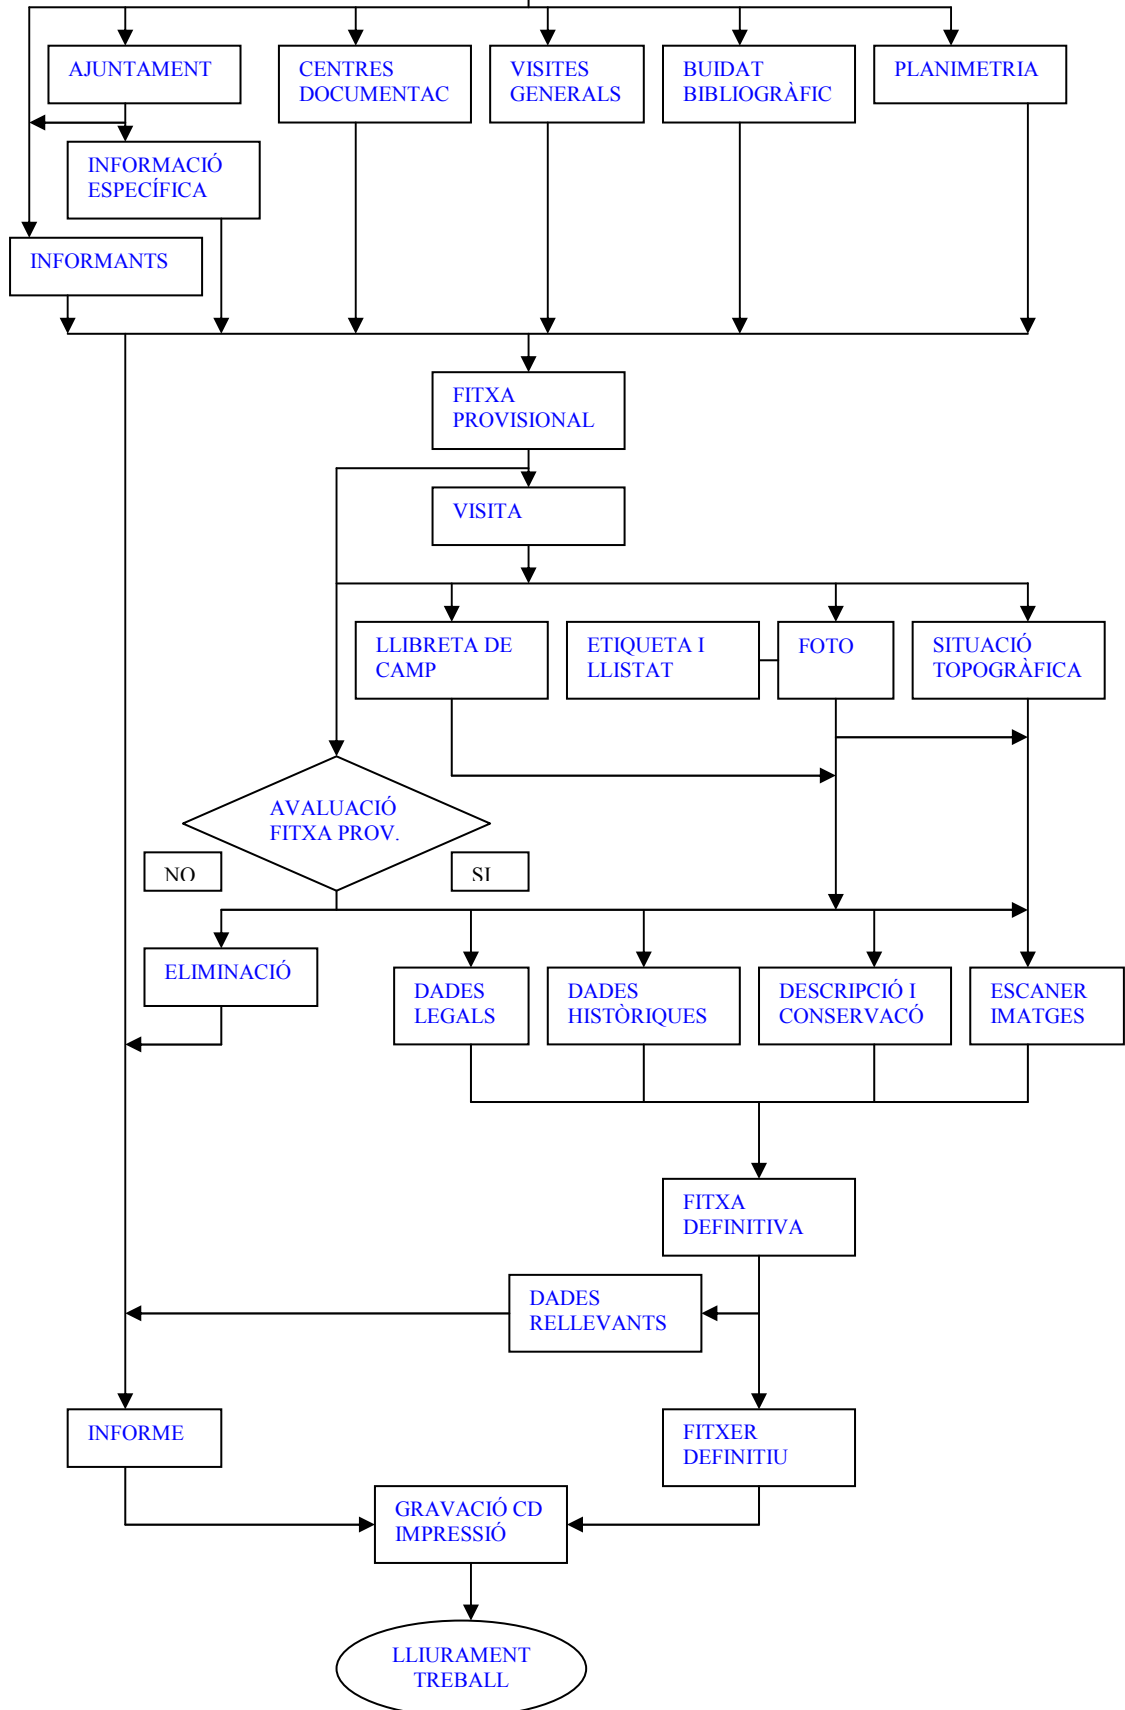 AJUNTAMENT
CENTRES
DOCUMENTAC
VISITES
GENERALS
BUIDAT
BIBLIOGRÀFIC
PLANIMETRIA
INFORMACIÓ
ESPECÍFICA
INFORMANTS
FITXA
PROVISIONAL
VISITA
LLIBRETA DE
CAMP
ETIQUETA I
LLISTAT
FOTO
SITUACIÓ
TOPOGRÀFICA
AVALUACIÓ
FITXA PROV.
NO
SI
ELIMINACIÓ
DADES
LEGALS
DADES
HISTÒRIQUES
DESCRIPCIÓ I
CONSERVACÓ
ESCANER
IMATGES
FITXA
DEFINITIVA
DADES
RELLEVANTS
INFORME
FITXER
DEFINITIU
GRAVACIÓ CD
IMPRESSIÓ
LLIURAMENT
TREBALL